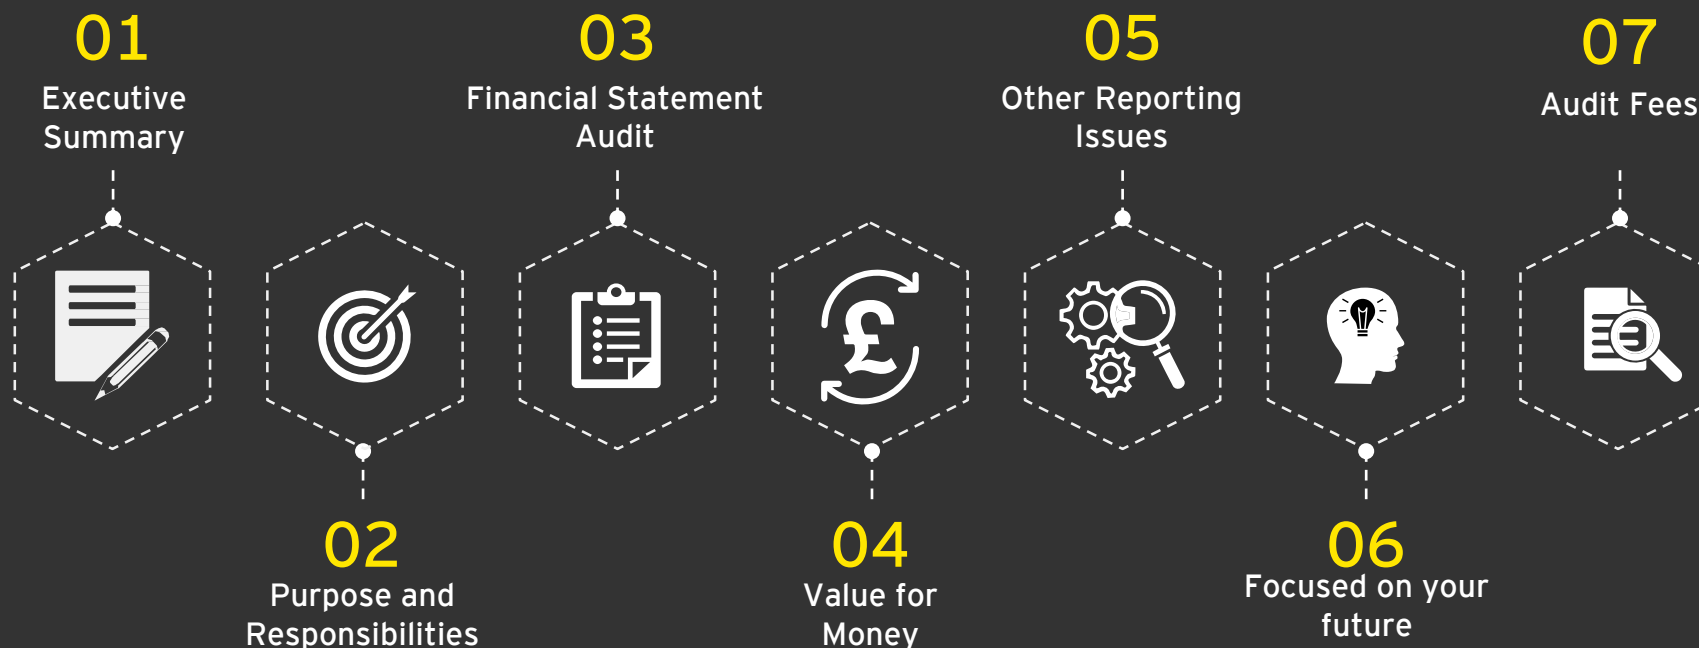 01
Executive
Summary
02
Purpose and
Responsibilities
03
Financial Statement
Audit
04
Value for
Money
05
Other Reporting
Issues
06
Focused on your
future
07
Audit Fees